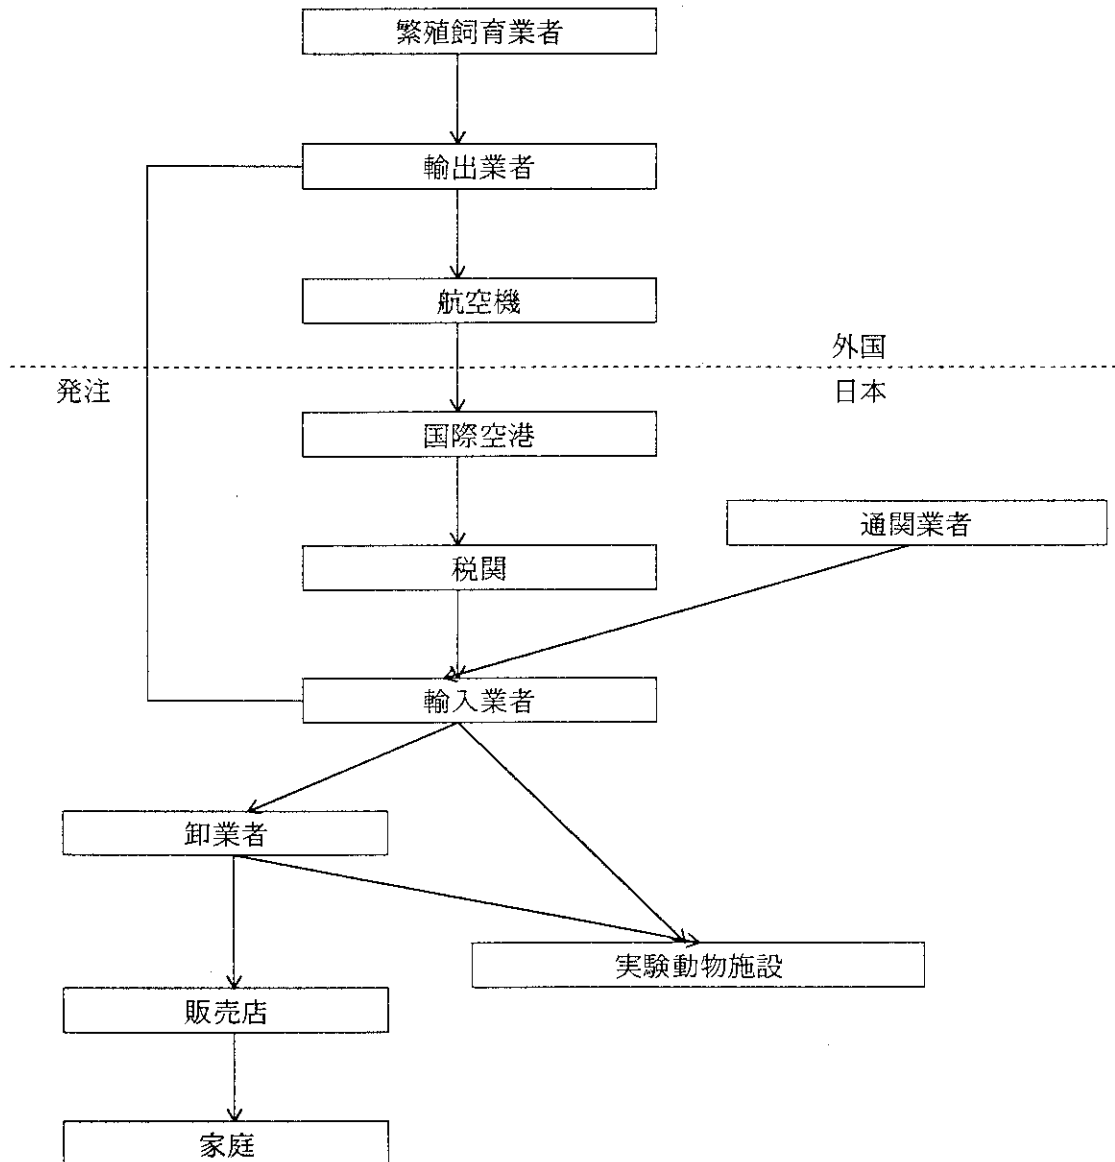 繁殖飼育業者
輸出業者
航空機
外国
発注
日本
国際空港
通関業者
税関
輸入業者
卸業者
実験動物施設
販売店
家庭